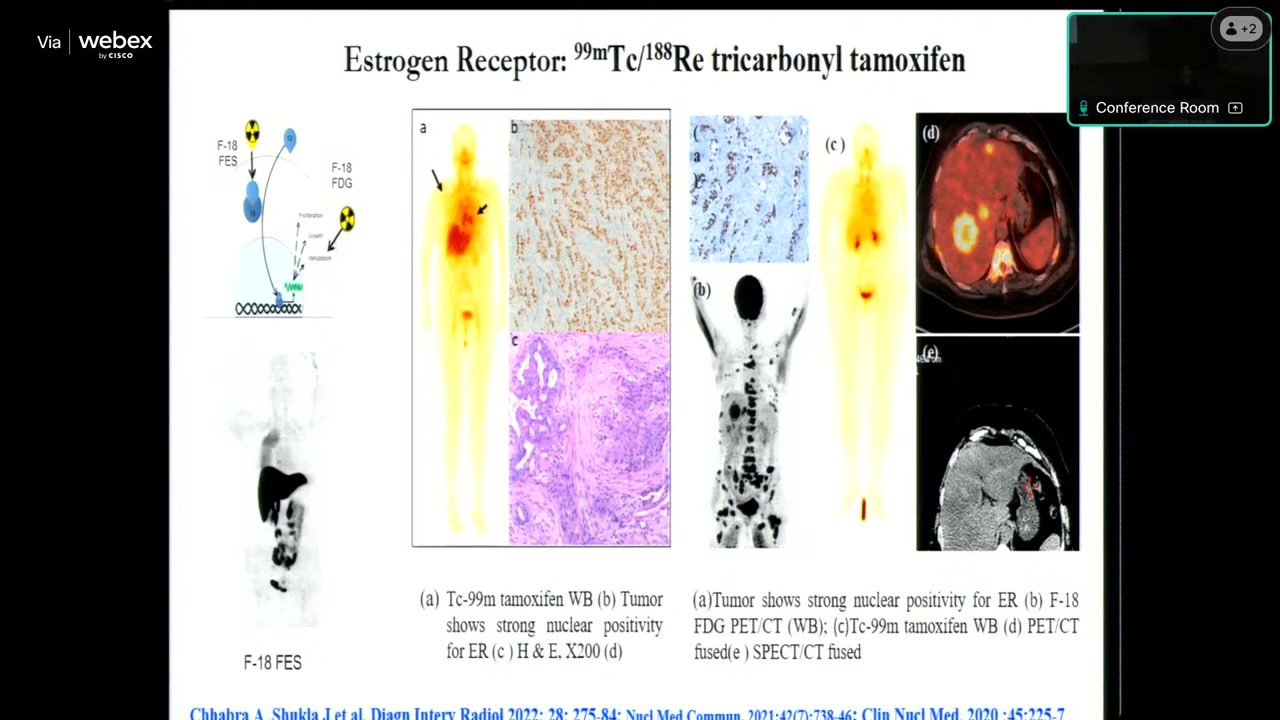 Via webex
by CISCO
+2
Conference Room
Estrogen Receptor: 99mTc/188Re tricarbonyl tamoxifen
F-18
FES
F-18
FDG
Proliferation
Growth
Metabolism
F-18 FES
a
b
c
(a) Tc-99m tamoxifen WB (b) Tumor
shows strong nuclear positivity
for ER (c ) H & E, X200 (d)
(
a
(b)
(c )
(d)
(e)
(a)Tumor shows strong nuclear positivity for ER (b) F-18
FDG PET/CT (WB); (c)Tc-99m tamoxifen WB (d) PET/CT
fused(e ) SPECT/CT fused
Chhabra A ,Shukla J et al. Diagn Interv Radiol 2022; 28: 275-84; Nucl Med Commun. 2021;42(7):738-46; Clin Nucl Med. 2020 ;45:225-7